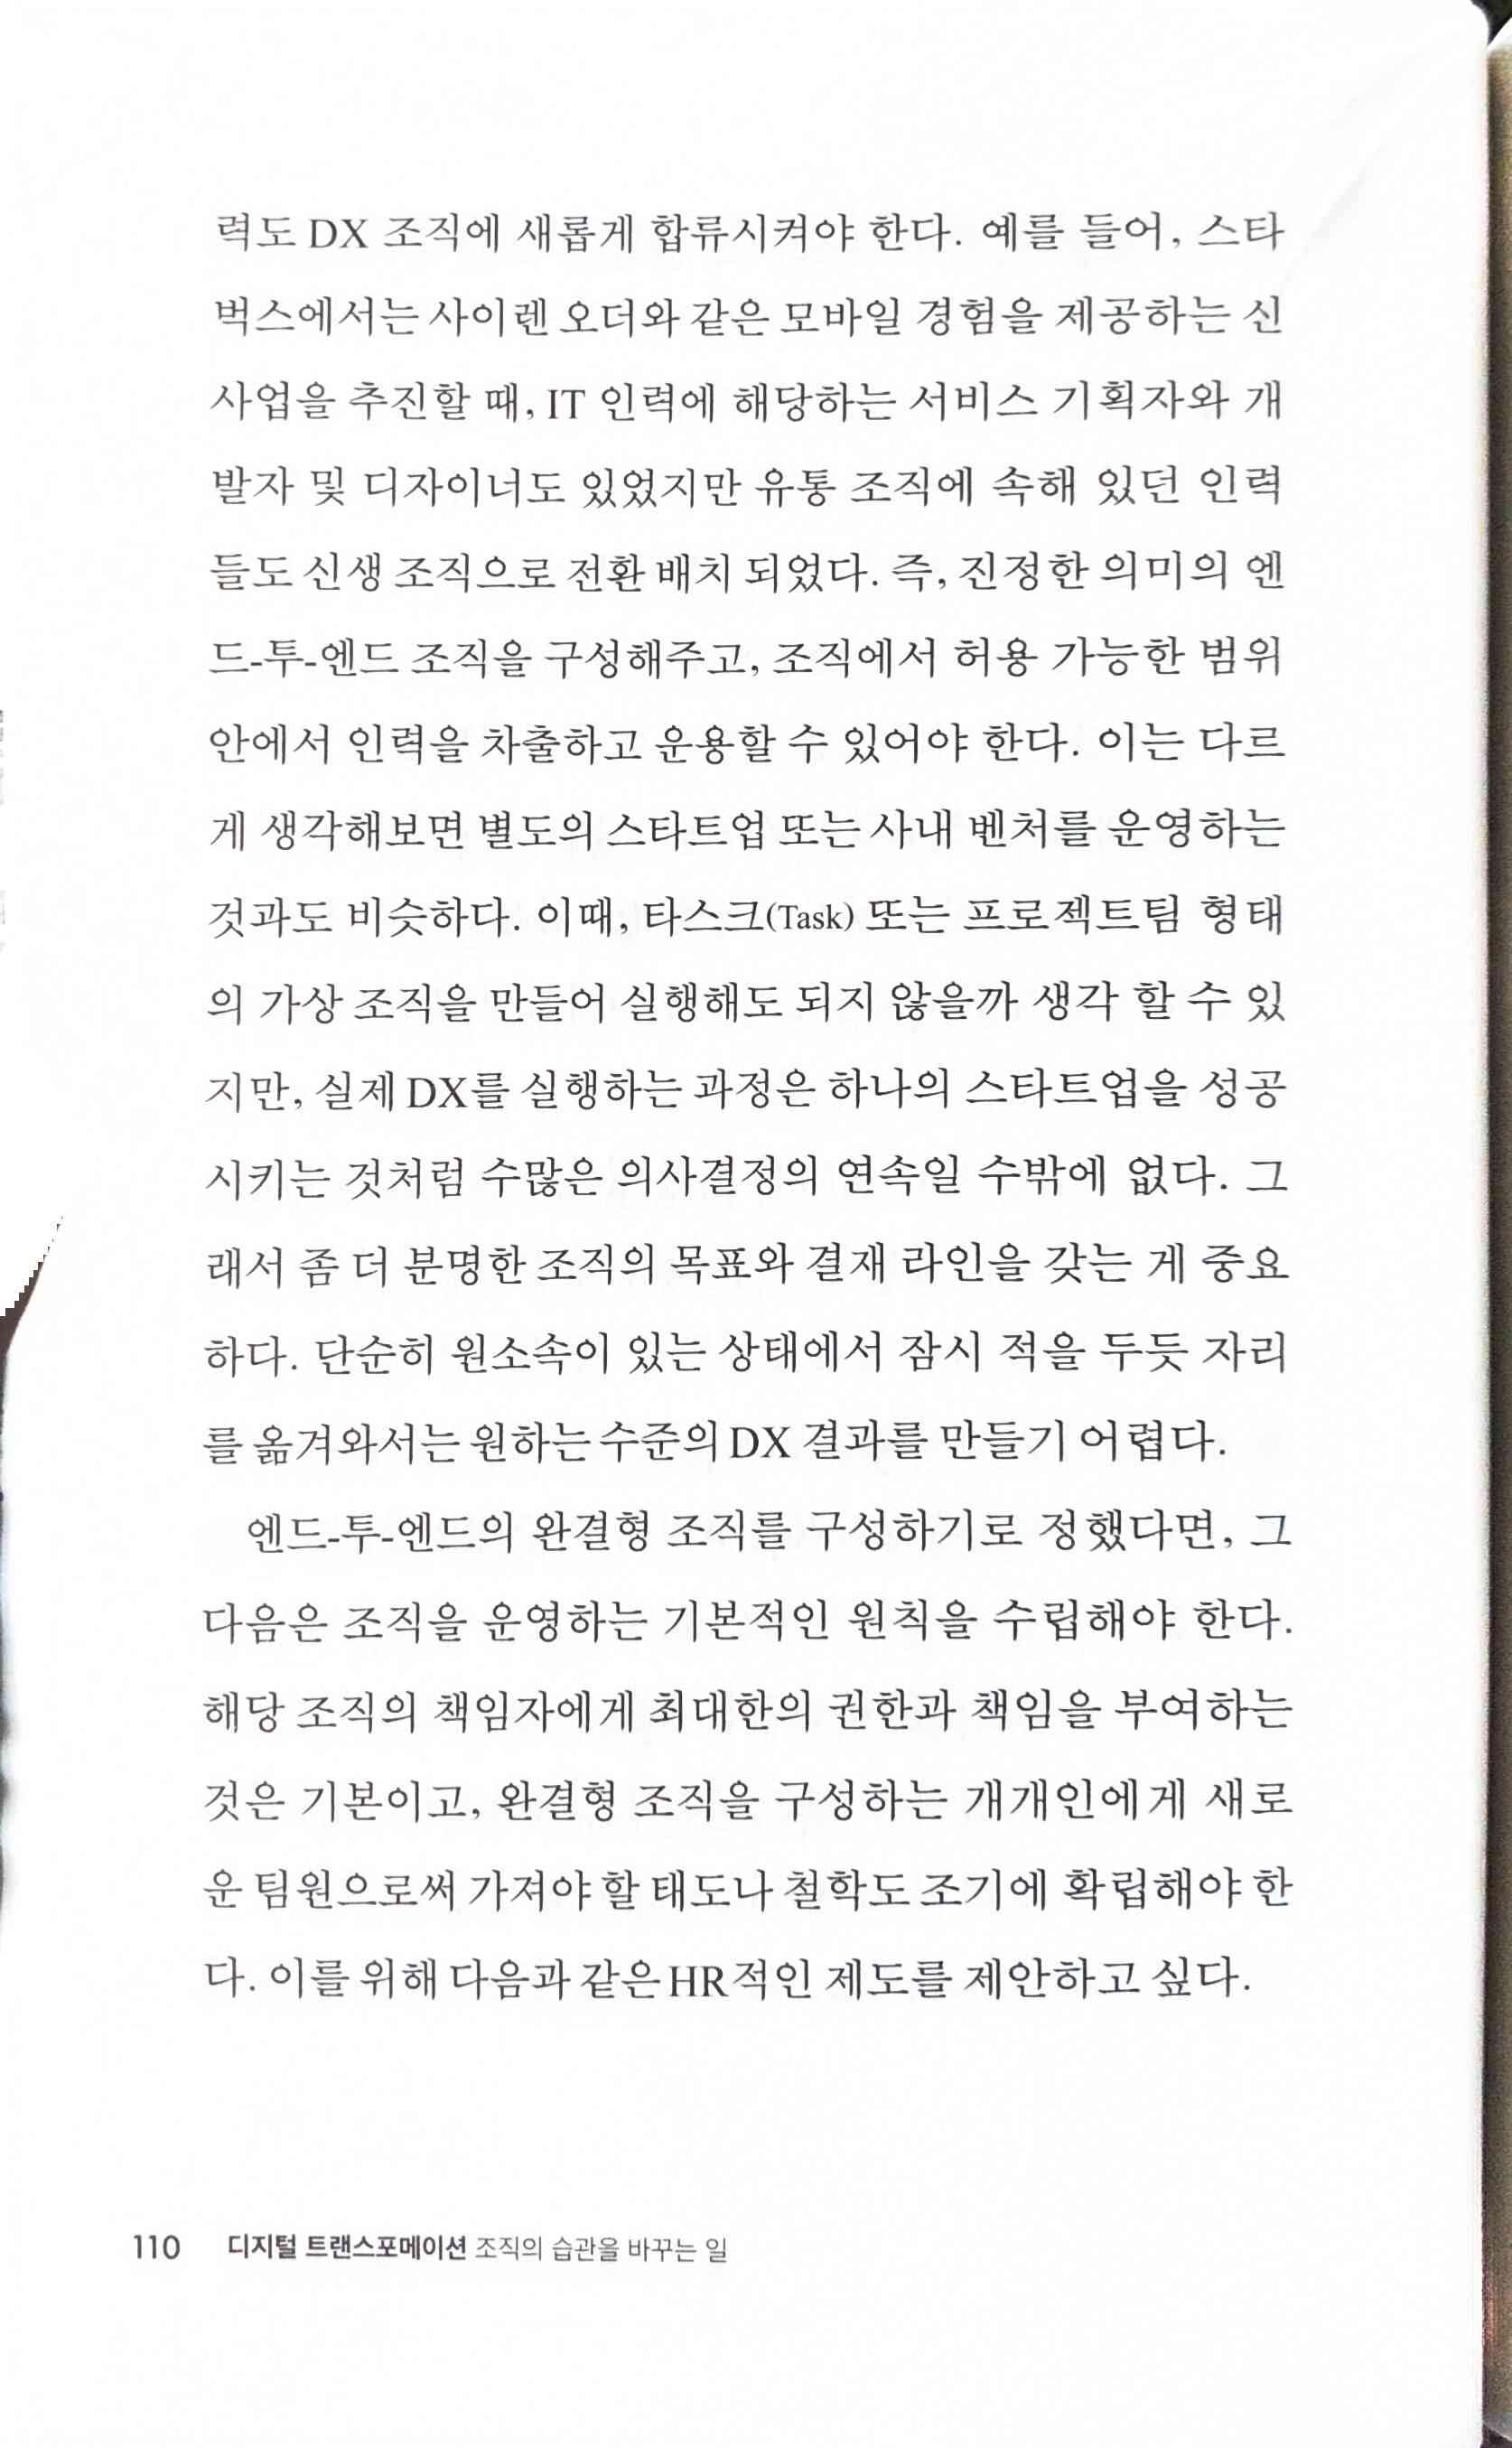 력도 DX 조직에 새롭게 합류시켜야 한다. 예를 들어, 스타
벅스에서는 사이렌 오더와 같은 모바일 경험을 제공하는 신
사업을 추진할 때, IT 인력에 해당하는 서비스 기획자와 개
발자 및 디자이너도 있었지만 유통 조직에 속해 있던 인력
들도 신생 조직으로 전환 배치 되었다. 즉, 진정한 의미의 엔
드-투-엔드 조직을 구성해주고, 조직에서 허용 가능한 범위
안에서 인력을 차출하고 운용할 수 있어야 한다. 이는 다르
게 생각해보면 별도의 스타트업 또는 사내 벤처를 운영하는
것과도 비슷하다. 이때, 타스크(Task) 또는 프로젝트팀 형태
의 가상 조직을 만들어 실행해도 되지 않을까 생각 할 수 있
지만, 실제 DX를 실행하는 과정은 하나의 스타트업을 성공
시키는 것처럼 수많은 의사결정의 연속일 수밖에 없다. 그
래서 좀 더 분명한 조직의 목표와 결재 라인을 갖는 게 중요
하다. 단순히 원소속이 있는 상태에서 잠시 적을 두듯 자리
를 옮겨와서는 원하는 수준의 DX 결과를 만들기 어렵다.
엔드-투-엔드의 완결형 조직를 구성하기로 정했다면, 그
다음은 조직을 운영하는 기본적인 원칙을 수립해야 한다.
해당 조직의 책임자에게 최대한의 권한과 책임을 부여하는
것은 기본이고, 완결형 조직을 구성하는 개개인에게 새로
운 팀원으로써 가져야 할 태도나 철학도 조기에 확립해야 한
다. 이를 위해 다음과 같은 HR적인 제도를 제안하고 싶다.
110 디지털 트랜스포메이션 조직의 습관을 바꾸는 일